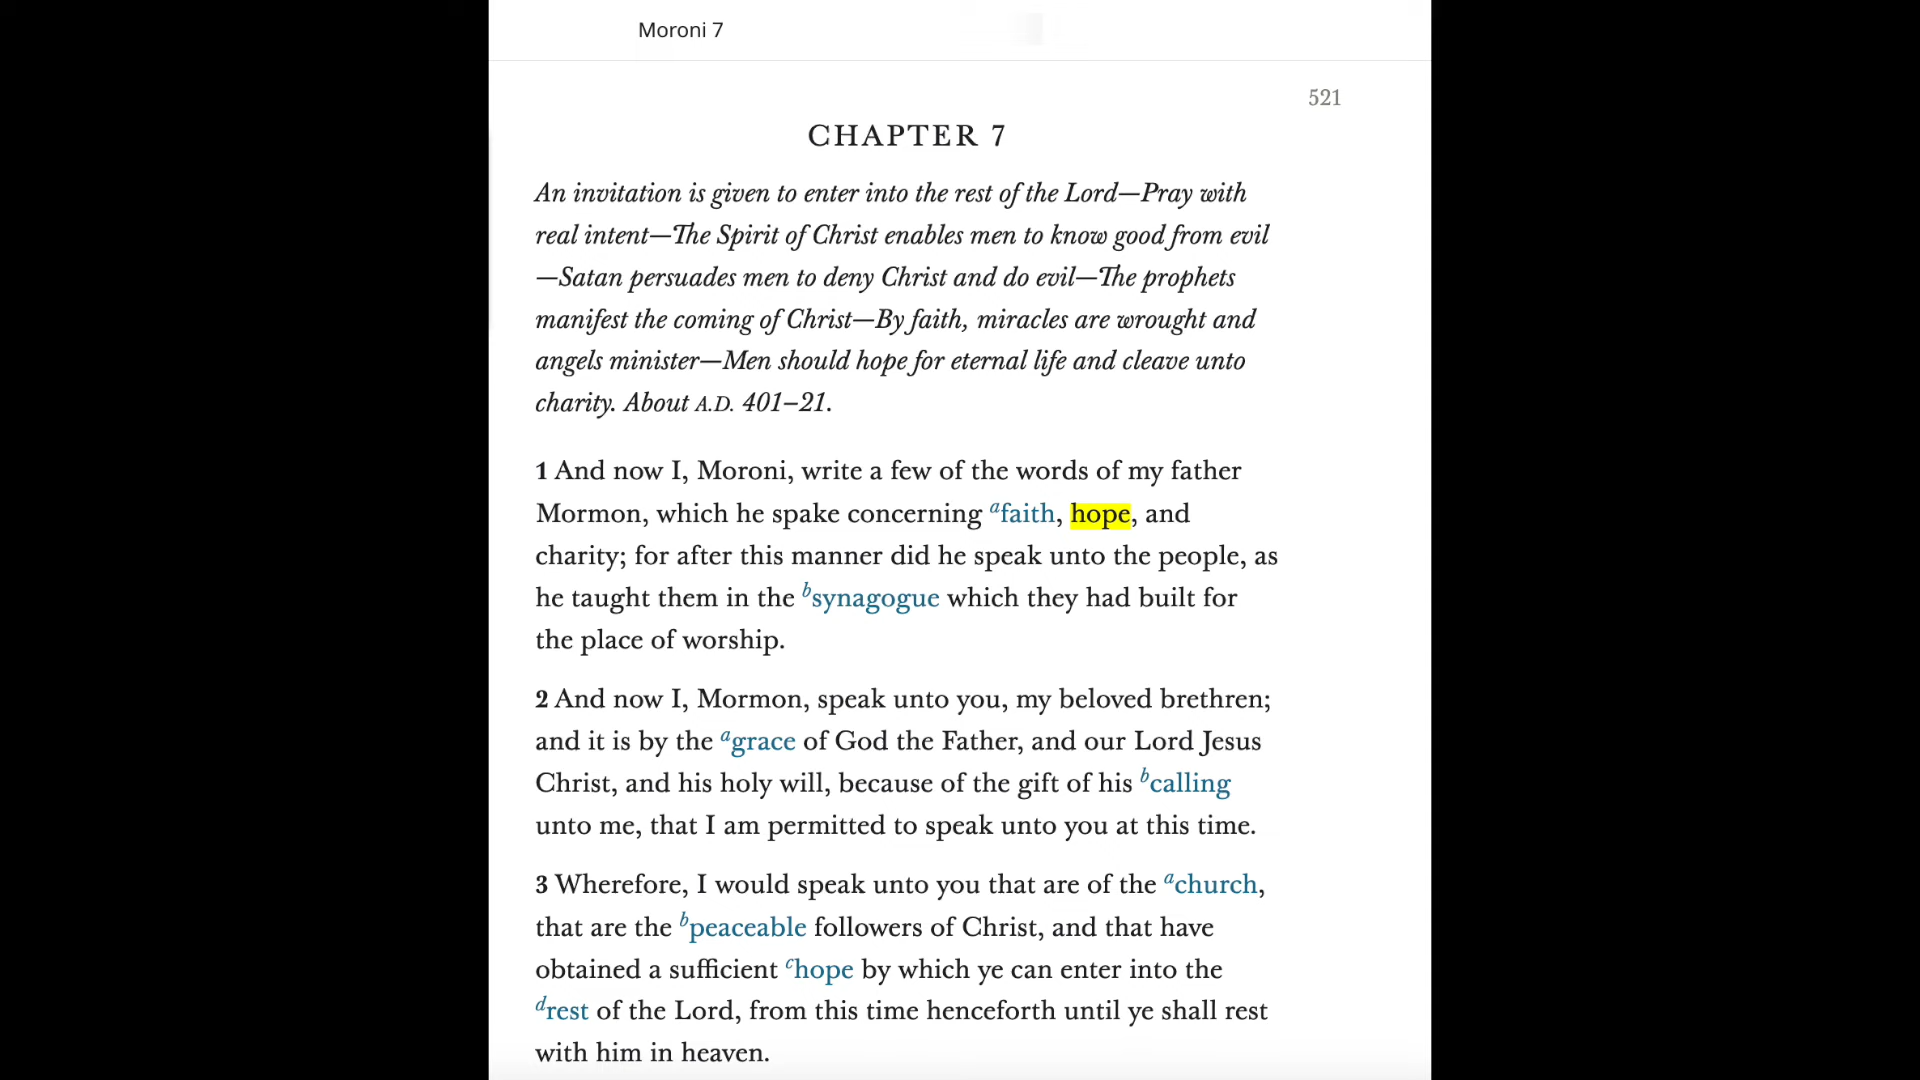 Moroni 7
521
CHAPTER 7
An invitation is given to enter into the rest of the Lord—Pray with
real intent—The Spirit of Christ enables men to know good from evil
—Satan persuades men to deny Christ and do evil—The prophets
manifest the coming of Christ—By faith, miracles are wrought and
angels minister—Men should hope for eternal life and cleave unto
charity. About A.D. 401–21.
1 And now I, Moroni, write a few of the words of my father
Mormon, which he spake concerning a faith, hope, and
charity; for after this manner did he speak unto the people, as
he taught them in the b synagogue which they had built for
the place of worship.
2 And now I, Mormon, speak unto you, my beloved brethren;
and it is by the a grace of God the Father, and our Lord Jesus
Christ, and his holy will, because of the gift of his b calling
unto me, that I am permitted to speak unto you at this time.
3 Wherefore, I would speak unto you that are of the a church,
that are the b peaceable followers of Christ, and that have
obtained a sufficient c hope by which ye can enter into the
d rest of the Lord, from this time henceforth until ye shall rest
with him in heaven.